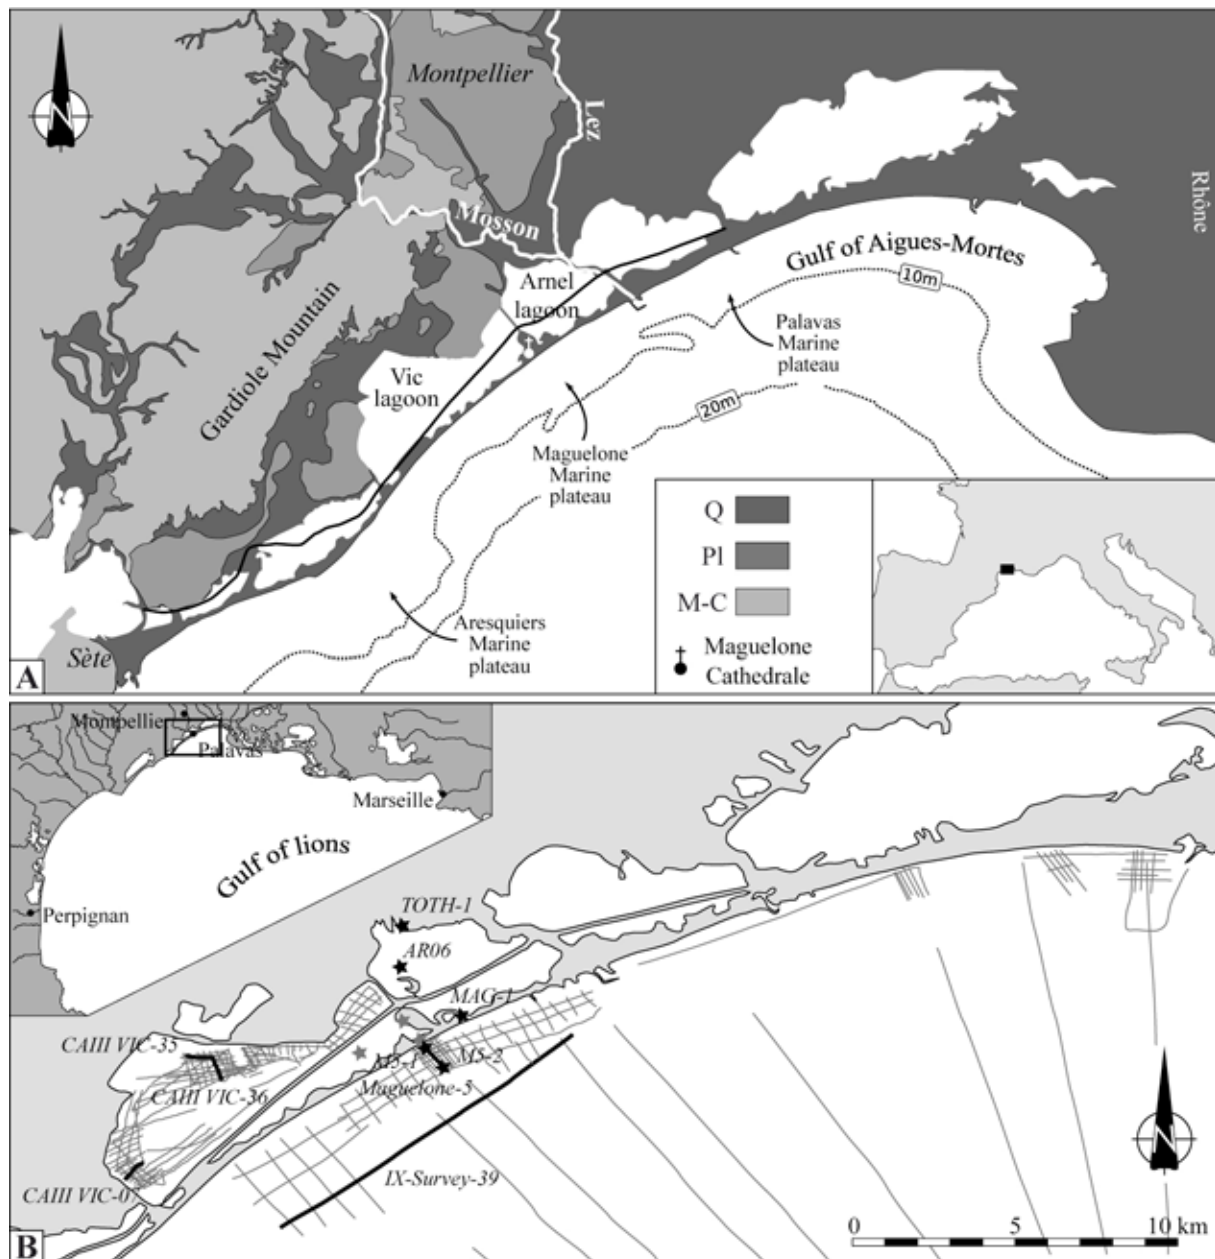 Montpellier
Lez
Rhône
Mosson
Gulf of Aigues-Mortes
10m
Arnel
lagoon
Palavas
Marine
plateau
Gardiole Mountain
Vic
lagoon
20m
Maguelone
Marine
plateau
Q
Pl
M-C
Maguelone
Cathedrale
Aresquiers
Marine
plateau
Sète
A
N
Montpellier
Palavas
Marseille
Gulf of lions
Perpignan
TOTH-1
AR06
MAG-1
CAIII VIC-35
M5-1
M5-2
CAIII VIC-36
Maguelone-5
CAIII VIC-07
IX-Survey-39
N
0 5 10 km
B